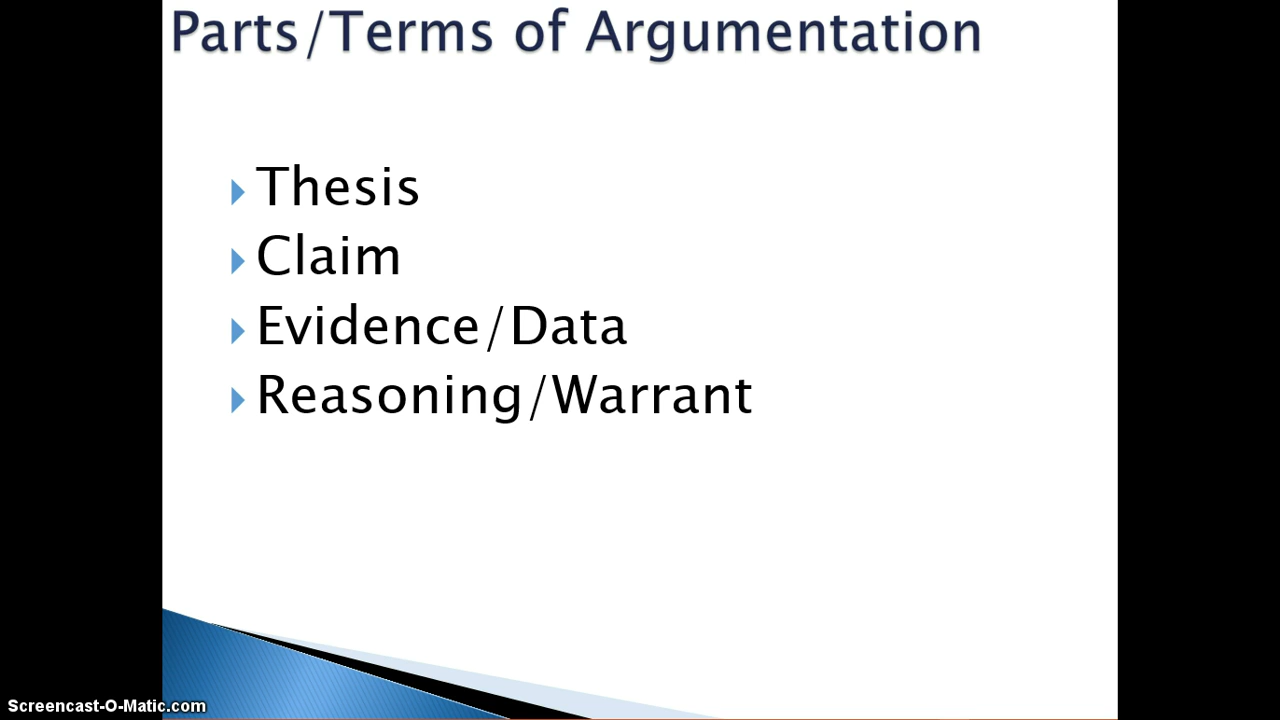 Parts/Terms of Argumentation
Thesis
Claim
Evidence/Data
Reasoning/Warrant
Screencast-O-Matic.com